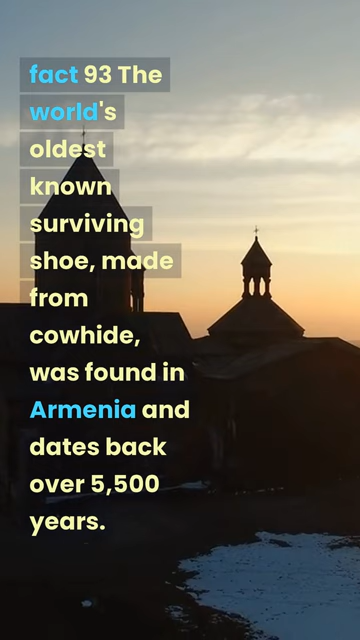 fact 93 The
world's
oldest
known
surviving
shoe, made
from
cowhide,
was found in
Armenia and
dates back
over 5,500
years.